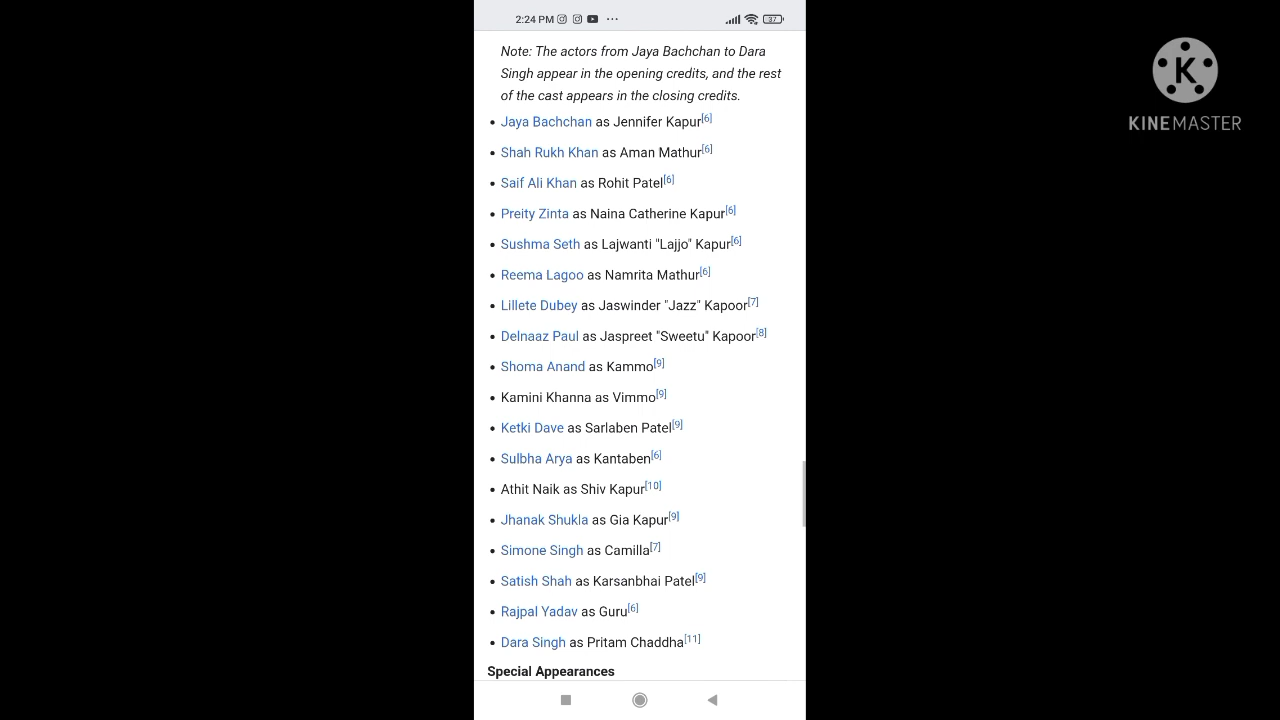 2:24 PM
37
Note: The actors from Jaya Bachchan to Dara
Singh appear in the opening credits, and the rest
of the cast appears in the closing credits.
• Jaya Bachchan as Jennifer Kapur[6]
• Shah Rukh Khan as Aman Mathur[6]
• Saif Ali Khan as Rohit Patel[6]
• Preity Zinta as Naina Catherine Kapur[6]
• Sushma Seth as Lajwanti "Lajjo" Kapur[6]
• Reema Lagoo as Namrita Mathur[6]
• Lillete Dubey as Jaswinder "Jazz" Kapoor[7]
• Delnaaz Paul as Jaspreet "Sweetu" Kapoor[8]
• Shoma Anand as Kammo[9]
• Kamini Khanna as Vimmo[9]
• Ketki Dave as Sarlaben Patel[9]
• Sulbha Arya as Kantaben[6]
• Athit Naik as Shiv Kapur[10]
• Jhanak Shukla as Gia Kapur[9]
• Simone Singh as Camilla[7]
• Satish Shah as Karsanbhai Patel[9]
• Rajpal Yadav as Guru[6]
• Dara Singh as Pritam Chaddha[11]
Special Appearances
K
KINEMASTER